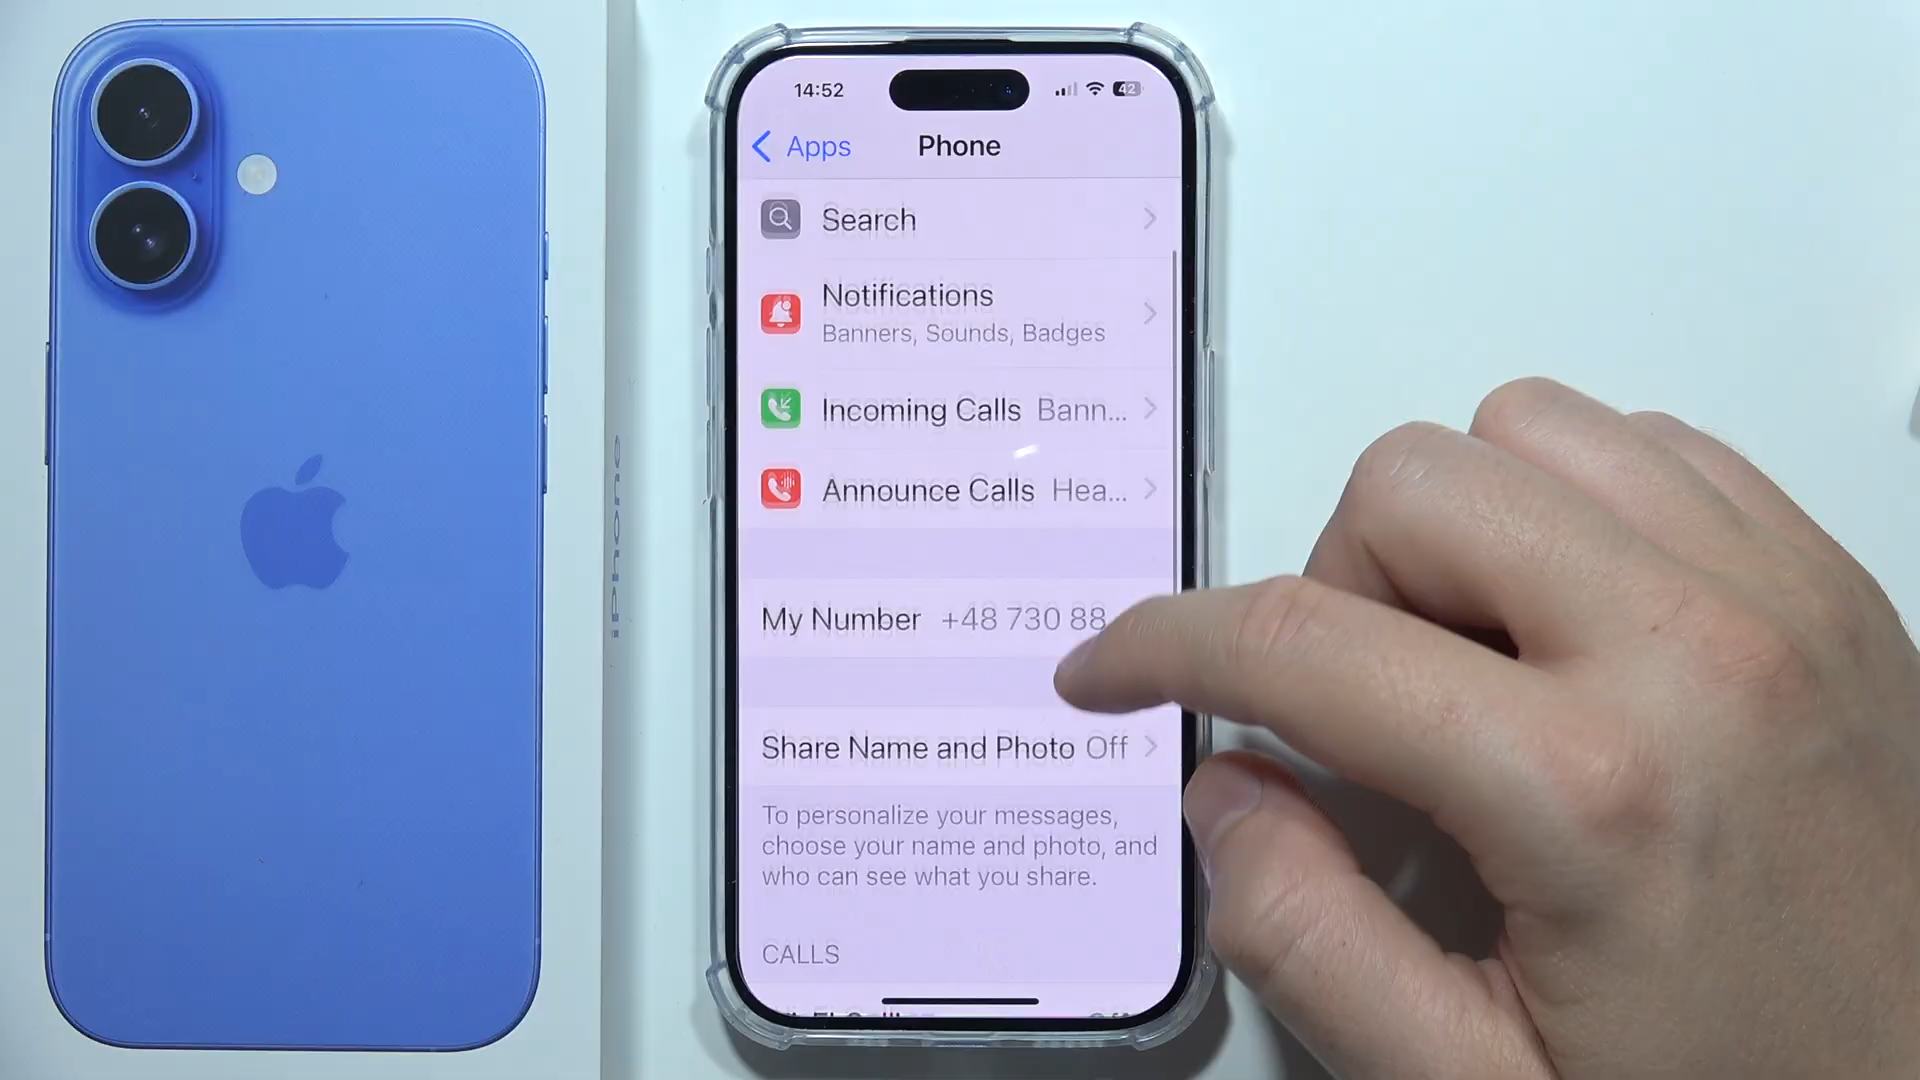 iPhone
14:52
42
Apps
Phone
Search
Notifications
Banners, Sounds, Badges
Incoming Calls Bann...
Announce Calls Hea...
My Number +48 730 88
Share Name and Photo Off
To personalize your messages,
choose your name and photo, and
who can see what you share.
CALLS